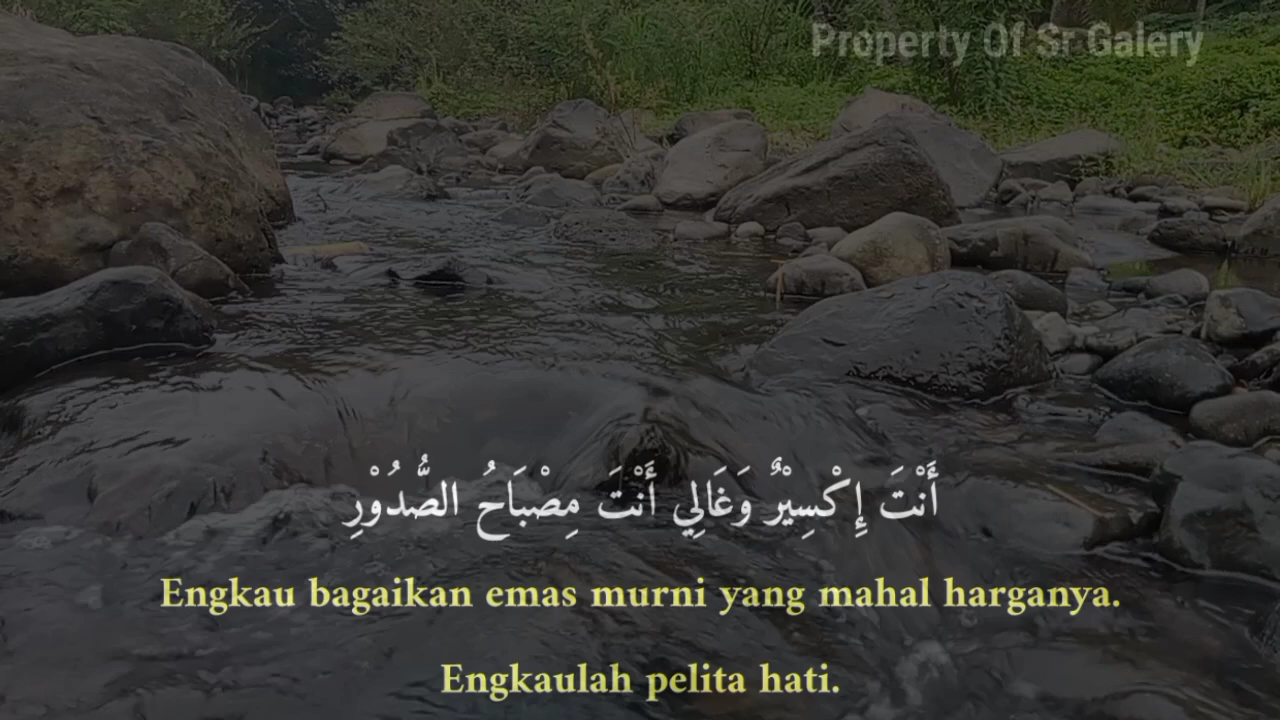 Property Of Sr Galery
أَنْتَ إِكْسِيْرٌ وَغَالِي أَنْتَ مِصْبَاحُ الصُّدُوْرِ
Engkau bagaikan emas murni yang mahal harganya.
Engkaulah pelita hati.